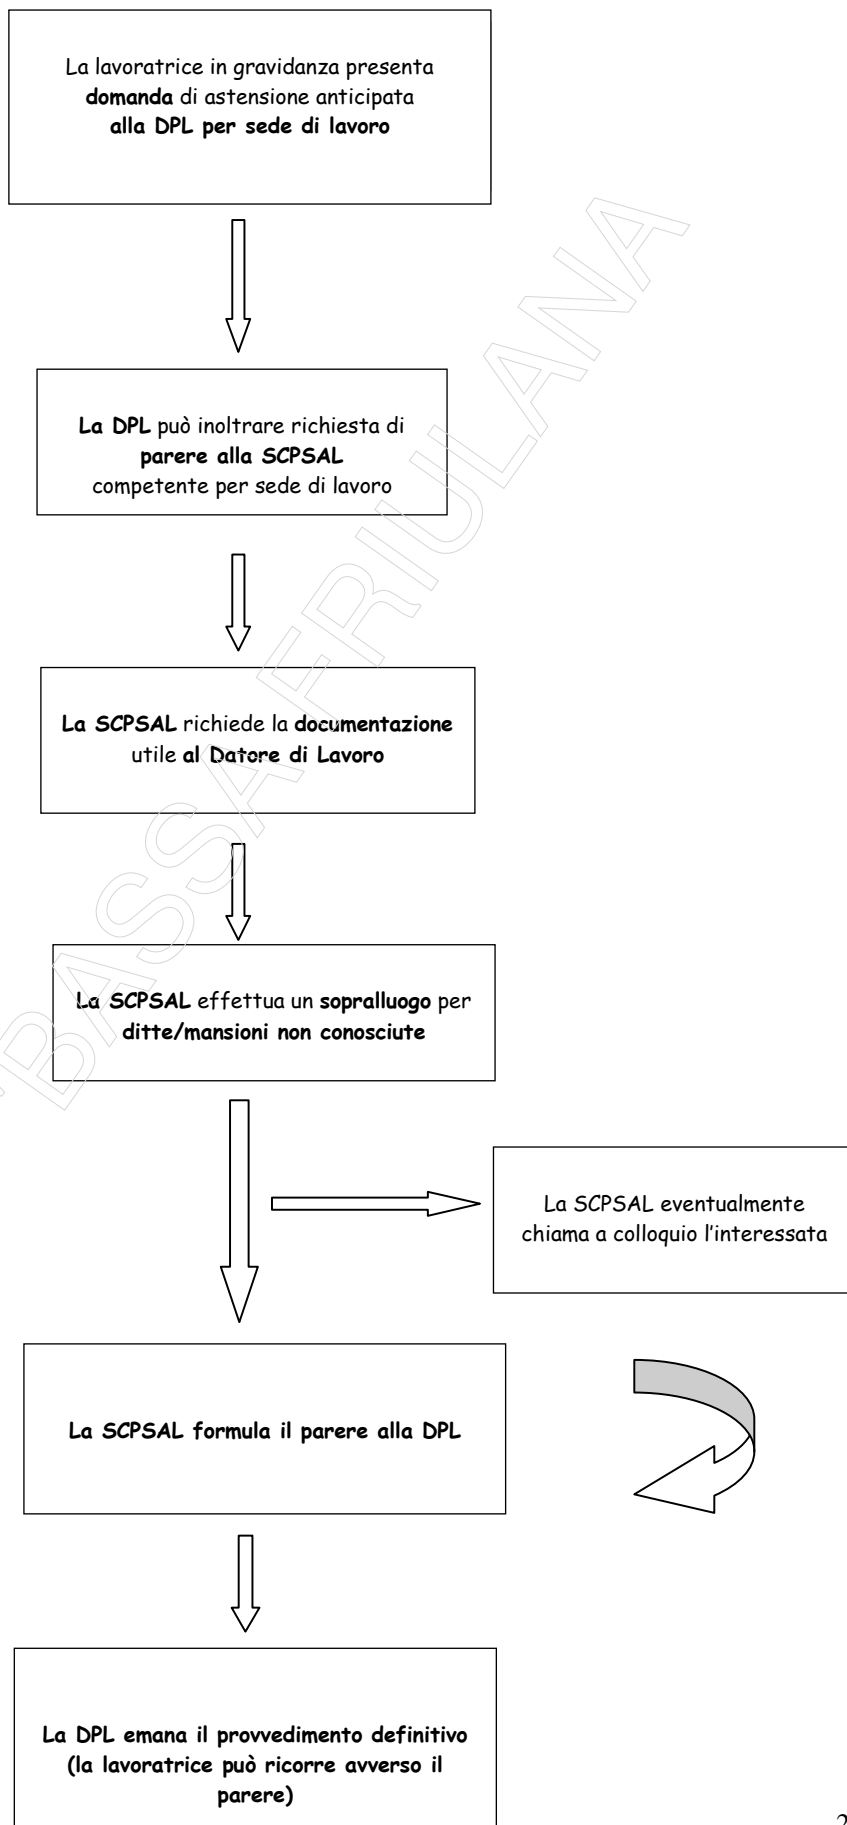 La lavoratrice in gravidanza presenta
domanda di astensione anticipata
alla DPL per sede di lavoro
La DPL può inoltrare richiesta di
parere alla SCPSAL
competente per sede di lavoro
La SCPSAL richiede la documentazione
utile al Datore di Lavoro
La SCPSAL effettua un sopralluogo per
ditte/mansioni non conosciute
La SCPSAL eventualmente
chiama a colloquio l'interessata
La SCPSAL formula il parere alla DPL
La DPL emana il provvedimento definitivo
(la lavoratrice può ricorre avverso il
parere)
2
BASSA FRIULANA